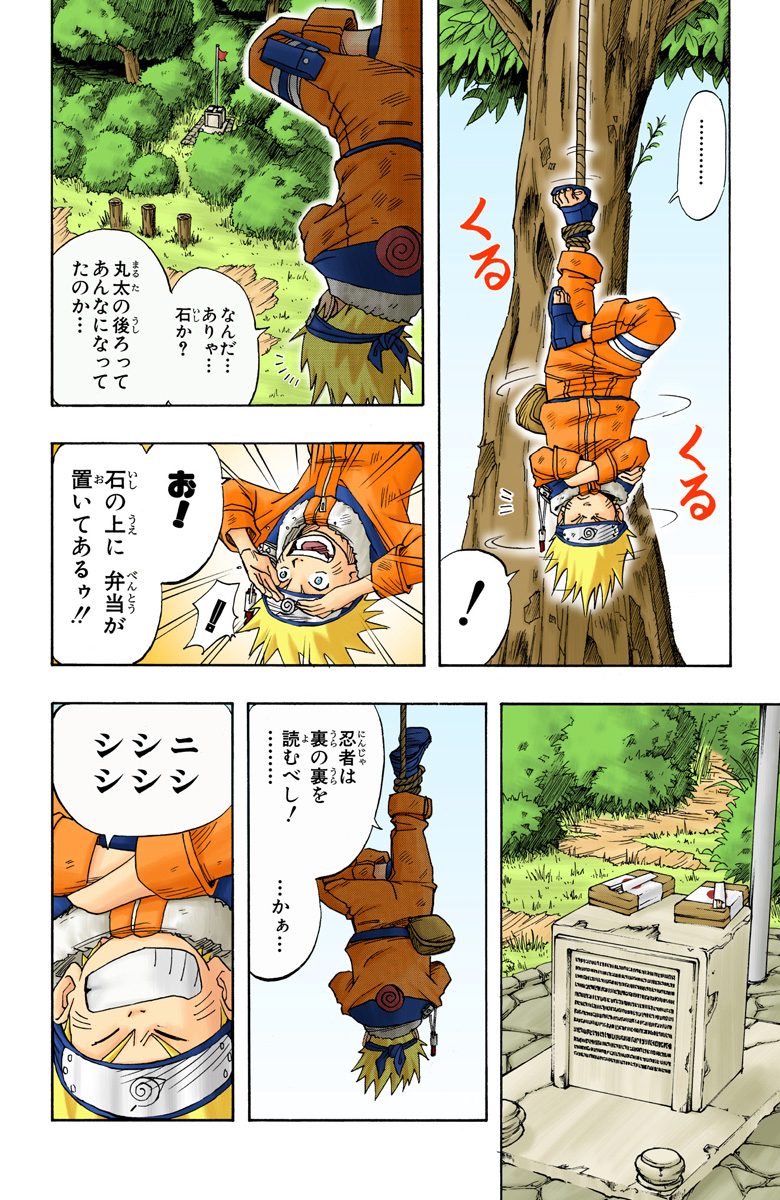 …………
くる
くる
！
なんだ…
ありゃ…
石か？
丸太の後ろって
あんなになって
たのか…
お！
石の上に 弁当が
置いてあるゥ!!
!!
忍者は
裏の裏を
読むべし！
…………
…かぁ…
ニシ
シシ
シシ